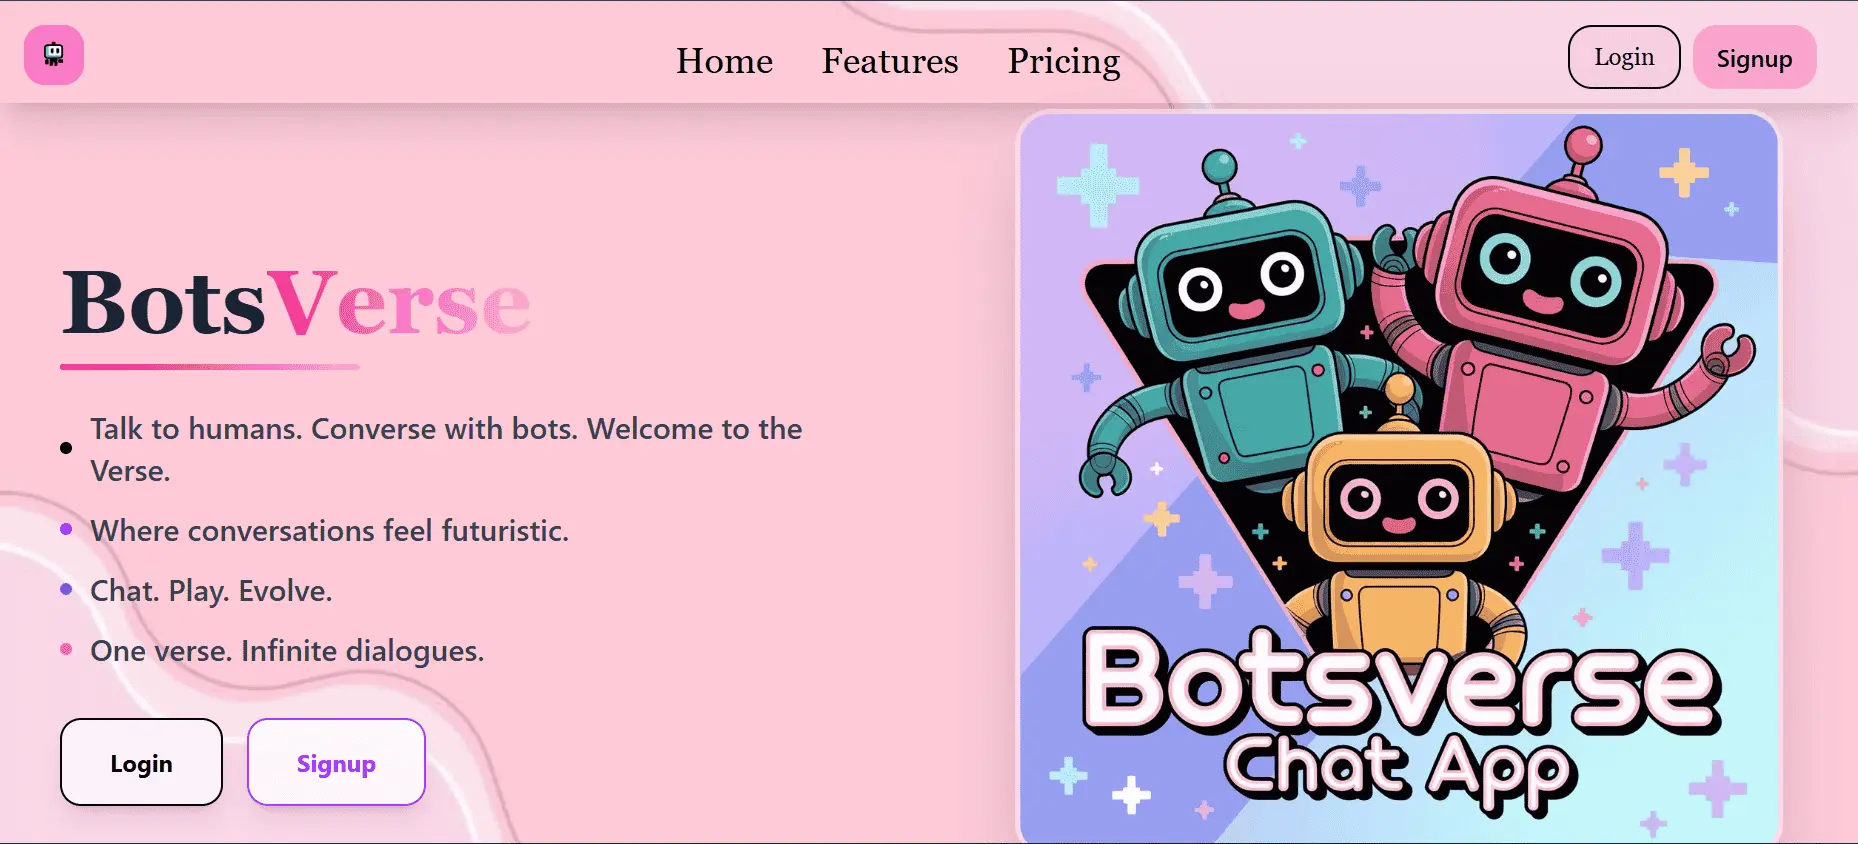 Home Features Pricing Login Signup
BotsVerse
Talk to humans. Converse with bots. Welcome to the
Verse.
Where conversations feel futuristic.
Chat. Play. Evolve.
One verse. Infinite dialogues.
Login Signup
Botsverse
Chat App